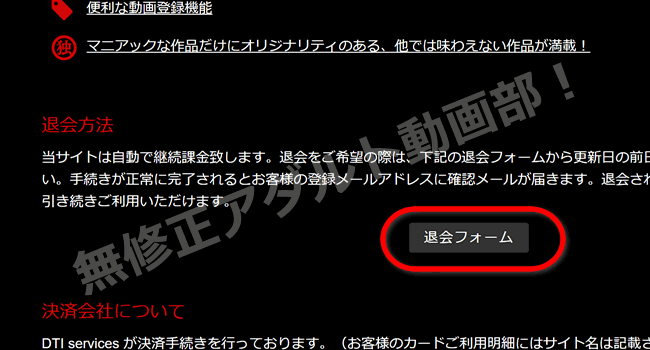 便利な動画登録機能
独
マニアックな作品だけにオリジナリティのある、他では味わえない作品が満載！
無修正アダルト動画部！
退会方法
当サイトは自動で継続課金致します。退会をご希望の際は、下記の退会フォームから更新日の前日
い。手続きが正常に完了されるとお客様の登録メールアドレスに確認メールが届きます。退会され
引き続きご利用いただけます。
退会フォーム
決済会社について
DTI services が決済手続きを行っております。（お客様のカードご利用明細にはサイト名は記載さ